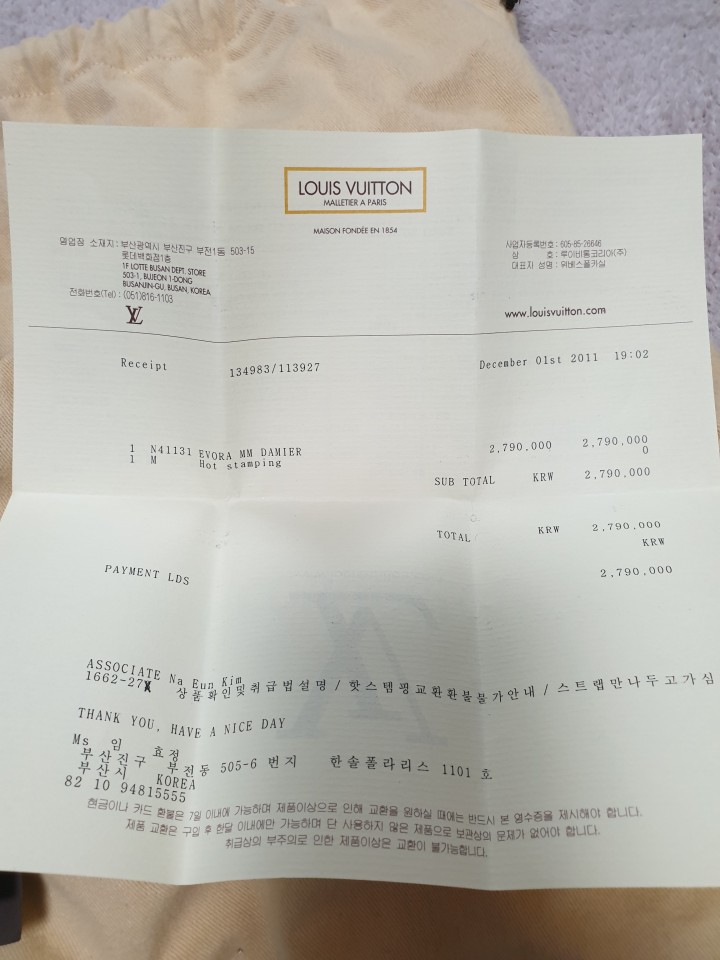 LOUIS VUITTON
MALLETIER A PARIS
MAISON FONDÉE EN 1854
영업장 소재지 : 부산광역시 부산진구 부전1동 503-15
롯데백화점1층
1F LOTTE BUSAN DEPT. STORE
503-1, BUJEON 1-DONG
BUSANJIN-GU, BUSAN, KOREA
전화번호(Tel) : (051)816-1103
사업자등록번호 : 605-85-26646
상 호 : 루이비통코리아(주)
대표자 성명 : 위베스플카실
LV
www.louisvuitton.com
Receipt 134983/113927 December 01st 2011 19:02
1 N41131 EVORA MM DAMIER 2,790,000 2,790,000
1 M Hot stamping 0
SUB TOTAL KRW 2,790,000
TOTAL KRW 2,790,000
KRW
PAYMENT LDS 2,790,000
ASSOCIATE Na Eun Kim
1662-27 상품확인및취급법설명/핫스템핑교환환불불가안내/스트랩만나두고가심
THANK YOU, HAVE A NICE DAY
Ms 임 효정
부산진구 부전동 505-6 번지 한솔폴라리스 1101 호
부산시 KOREA
82 10 94815555
현금이나 카드 환불은 7일 이내에 가능하며 제품이상으로 인해 교환을 원하실 때에는 반드시 본 영수증을 제시해야 합니다.
제품 교환은 구입 후 한달 이내에만 가능하며 단 사용하지 않은 제품으로 보관상의 문제가 없어야 합니다.
취급상의 부주의로 인한 제품이상은 교환이 불가능합니다.